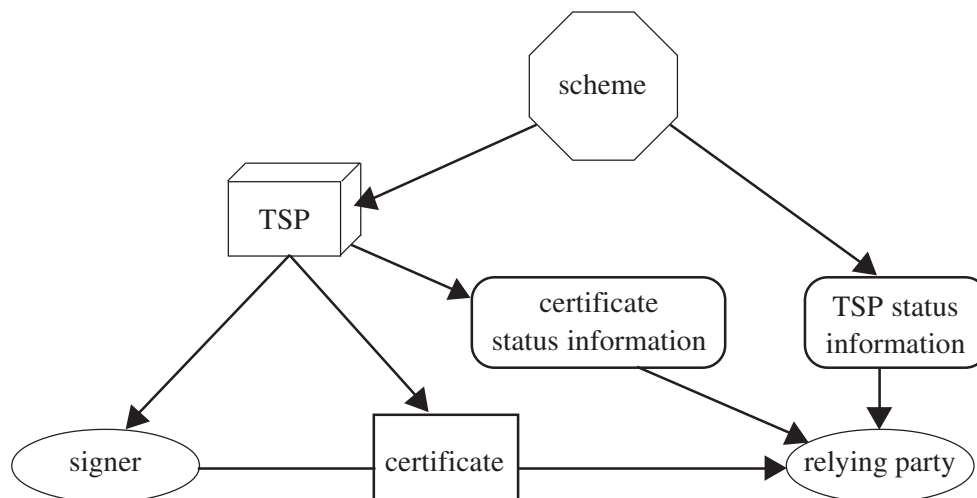 scheme
TSP
certificate
status information
TSP status
information
signer
certificate
relying party